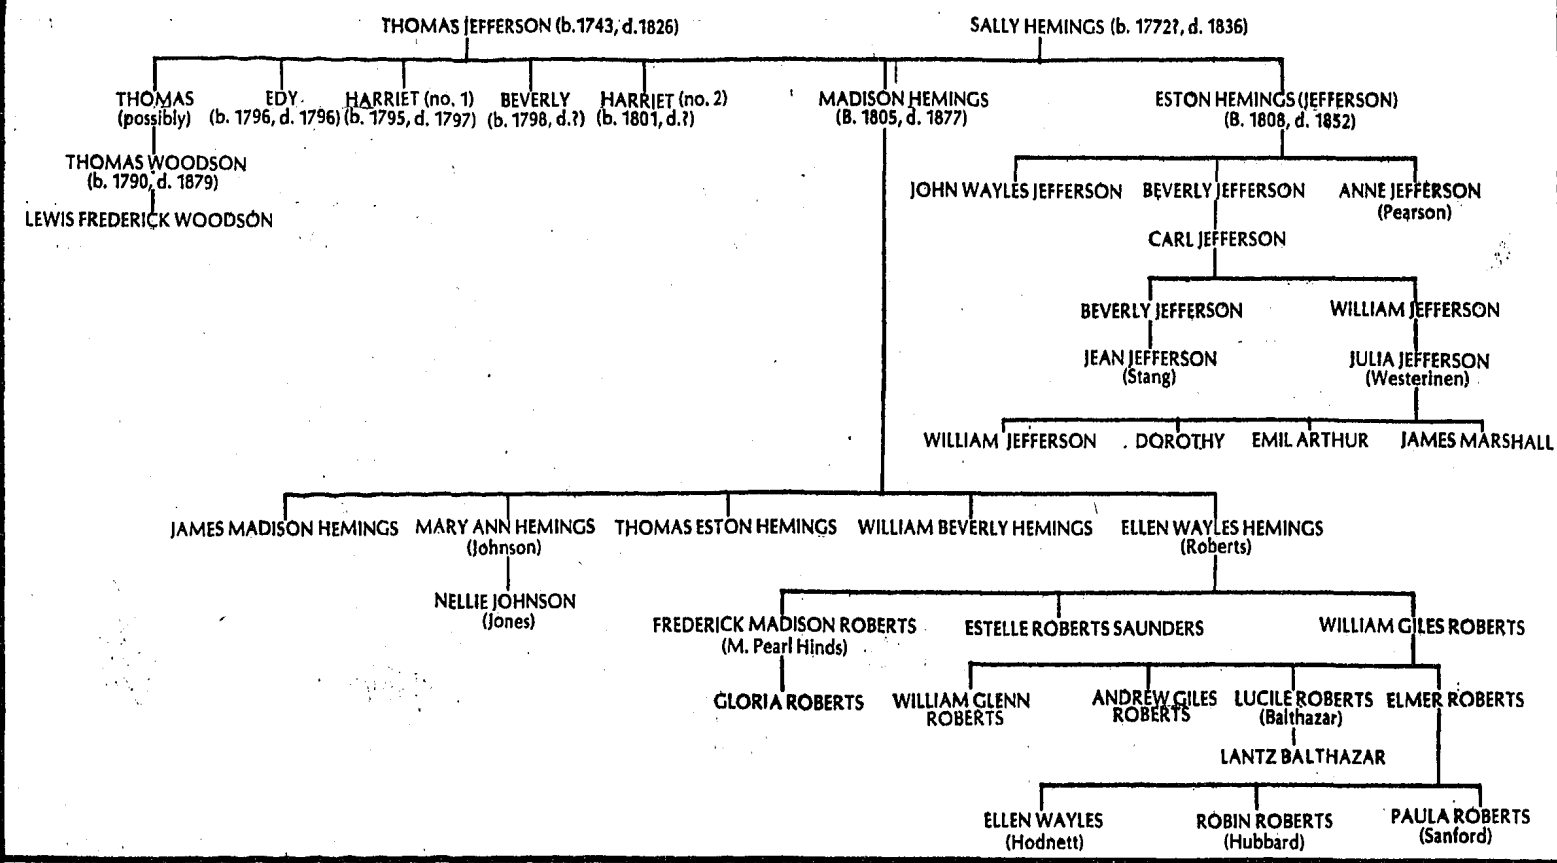 THOMAS JEFFERSON (b.1743, d.1826) SALLY HEMINGS (b. 1772?, d. 1836)
THOMAS EDY HARRIET (no. 1) BEVERLY HARRIET (no. 2) MADISON HEMINGS ESTON HEMINGS (JEFFERSON)
(possibly) (b. 1796, d. 1796) (b. 1795, d. 1797) (b. 1798, d.?) (b. 1801, d.?) (B. 1805, d. 1877) (B. 1808, d. 1852)
THOMAS WOODSON
(b. 1790, d. 1879)
JOHN WAYLES JEFFERSON BEVERLY JEFFERSON ANNE JEFFERSON
(Pearson)
LEWIS FREDERICK WOODSON
CARL JEFFERSON
BEVERLY JEFFERSON WILLIAM JEFFERSON
JEAN JEFFERSON JULIA JEFFERSON
(Stang) (Westerinen)
WILLIAM JEFFERSON DOROTHY EMIL ARTHUR JAMES MARSHALL
JAMES MADISON HEMINGS MARY ANN HEMINGS THOMAS ESTON HEMINGS WILLIAM BEVERLY HEMINGS ELLEN WAYLES HEMINGS
(Johnson) (Roberts)
NELLIE JOHNSON
(Jones)
FREDERICK MADISON ROBERTS ESTELLE ROBERTS SAUNDERS WILLIAM GILES ROBERTS
(M. Pearl Hinds)
GLORIA ROBERTS WILLIAM GLENN ANDREW GILES LUCILE ROBERTS ELMER ROBERTS
ROBERTS ROBERTS (Balthazar)
LANTZ BALTHAZAR
ELLEN WAYLES ROBIN ROBERTS PAULA ROBERTS
(Hodnett) (Hubbard) (Sanford)